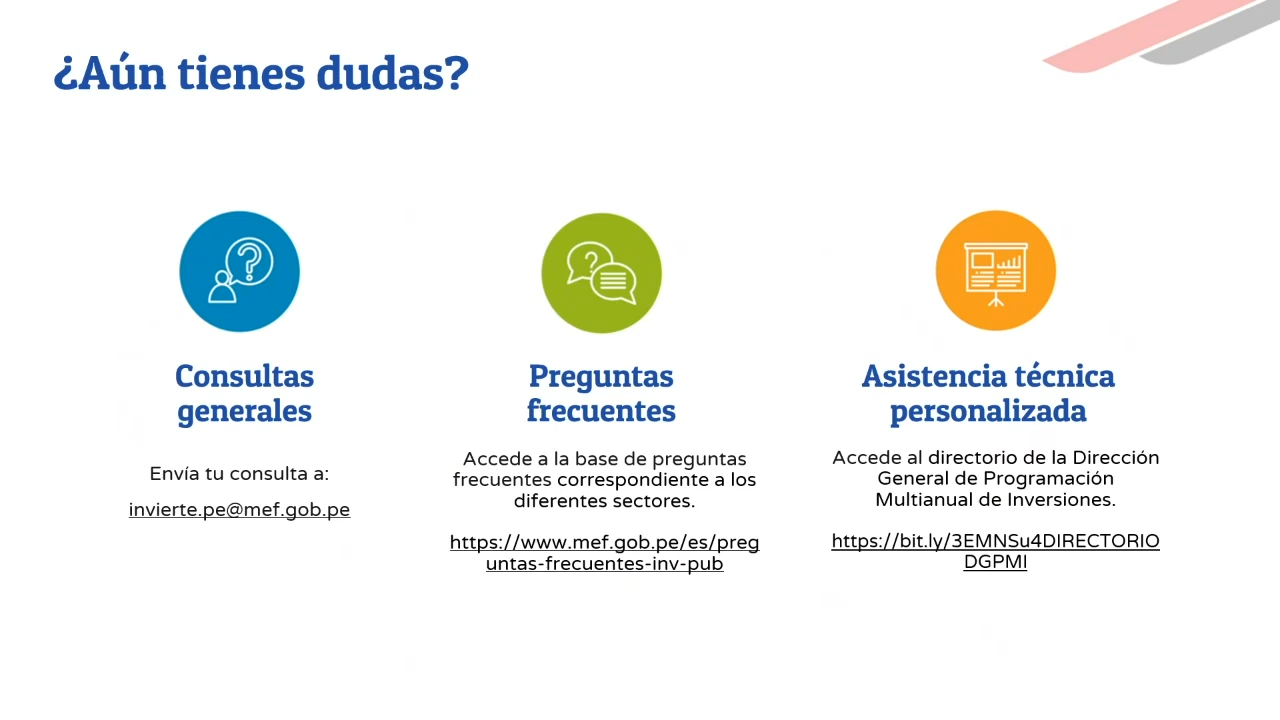 ¿Aún tienes dudas?
Consultas
generales
Envía tu consulta a:
invierte.pe@mef.gob.pe
Preguntas
frecuentes
Accede a la base de preguntas
frecuentes correspondiente a los
diferentes sectores.
https://www.mef.gob.pe/es/preg
untas-frecuentes-inv-pub
Asistencia técnica
personalizada
Accede al directorio de la Dirección
General de Programación
Multianual de Inversiones.
https://bit.ly/3EMNSu4DIRECTORIO
DGPMI